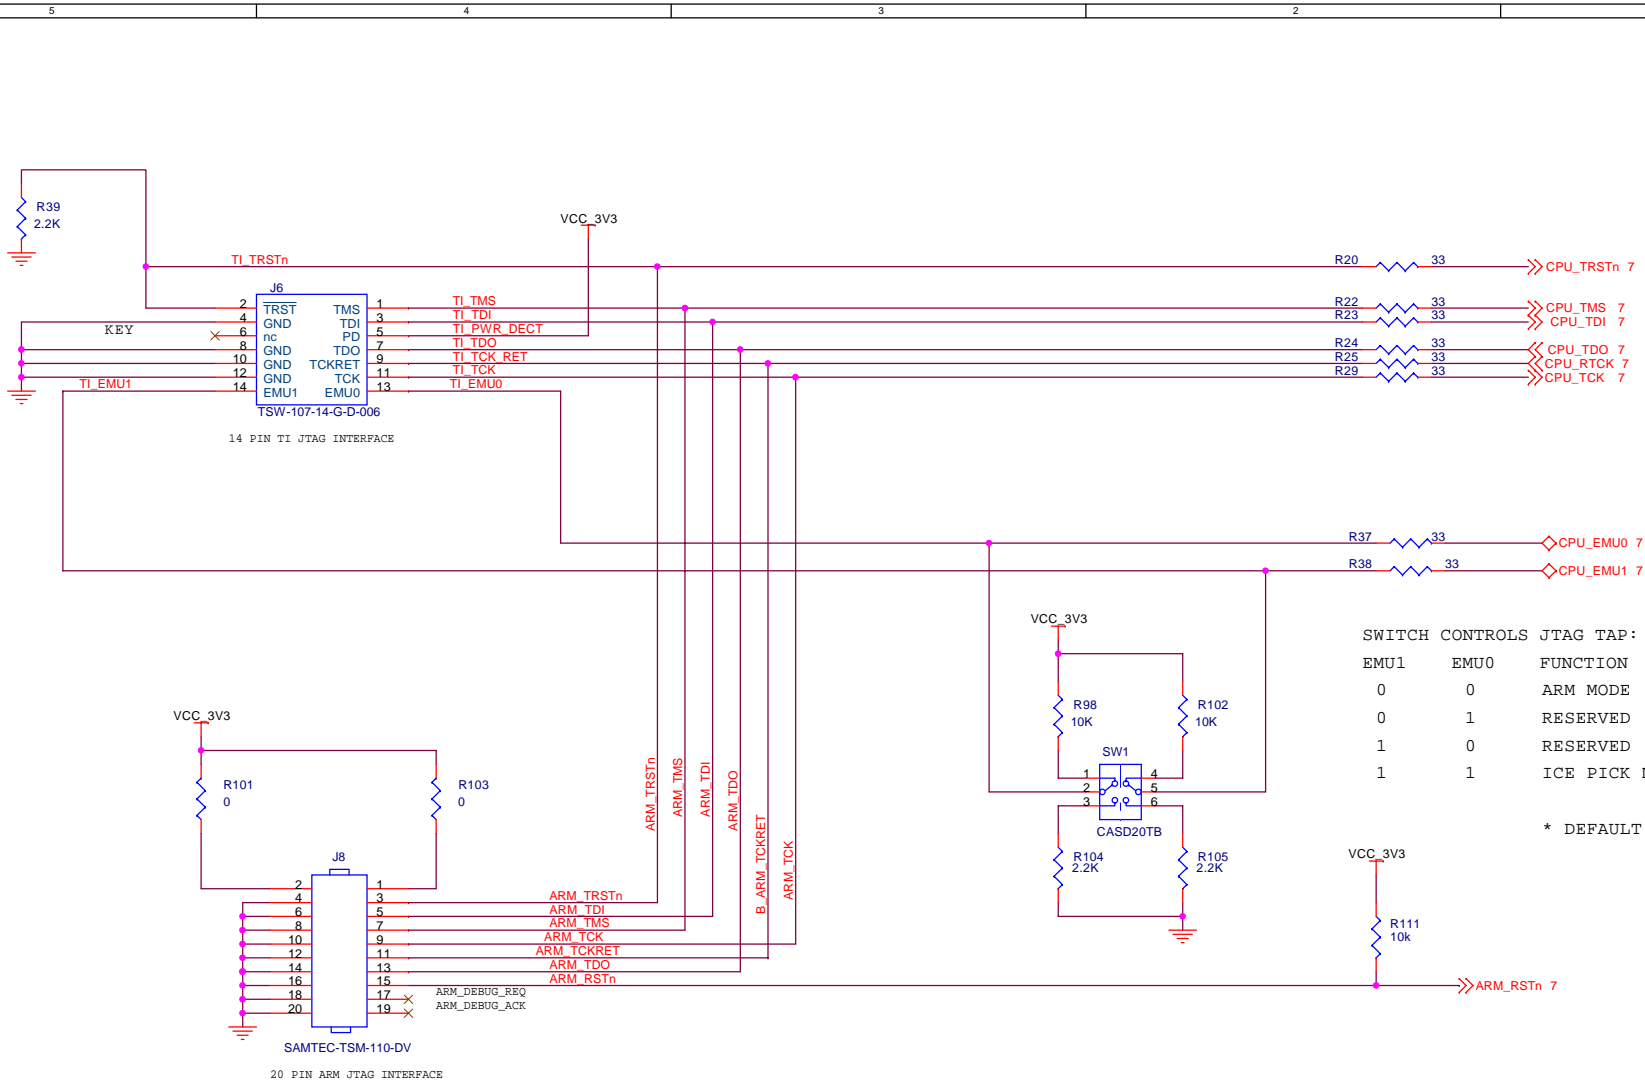 5 4 3 2
R39
2.2K
VCC_3V3
TI_TRSTn
R20 33 CPU_TRSTn 7
J6
2 TRST TMS 1 TI_TMS R22 33 CPU_TMS 7
4 GND TDI 3 TI_TDI R23 33 CPU_TDI 7
KEY 6 nc PD 5 TI_PWR_DECT
8 GND TDO 7 TI_TDO R24 33 CPU_TDO 7
10 GND TCKRET 9 TI_TCK_RET R25 33 CPU_RTCK 7
12 GND TCK 11 TI_TCK R29 33 CPU_TCK 7
TI_EMU1 14 EMU1 EMU0 13 TI_EMU0
TSW-107-14-G-D-006
14 PIN TI JTAG INTERFACE
R37 33 CPU_EMU0 7
R38 33 CPU_EMU1 7
VCC_3V3
SWITCH CONTROLS JTAG TAP:
EMU1 EMU0 FUNCTION
0 0 ARM MODE
0 1 RESERVED
1 0 RESERVED
1 1 ICE PICK
* DEFAULT
R98
10K
R102
10K
SW1
1 4
2 5
3 6
CASD20TB
R104
2.2K
R105
2.2K
VCC_3V3
R111
10k
VCC_3V3
R101
0
R103
0
ARM_TRSTn
ARM_TMS
ARM_TDI
ARM_TDO
B_ARM_TCKRET
ARM_TCK
J8
2 1
4 3 ARM_TRSTn
6 5 ARM_TDI
8 7 ARM_TMS
10 9 ARM_TCK
12 11 ARM_TCKRET
14 13 ARM_TDO
16 15 ARM_RSTn ARM_RSTn 7
18 17 ARM_DEBUG_REQ
20 19 ARM_DEBUG_ACK
SAMTEC-TSM-110-DV
20 PIN ARM JTAG INTERFACE